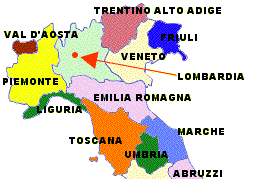 TRENTINO ALTO ADIGE
VAL D'AOSTA
FRIULI
VENETO
PIEMONTE
LOMBARDIA
EMILIA ROMAGNA
LIGURIA
MARCHE
TOSCANA
UMBRIA
ABRUZZI